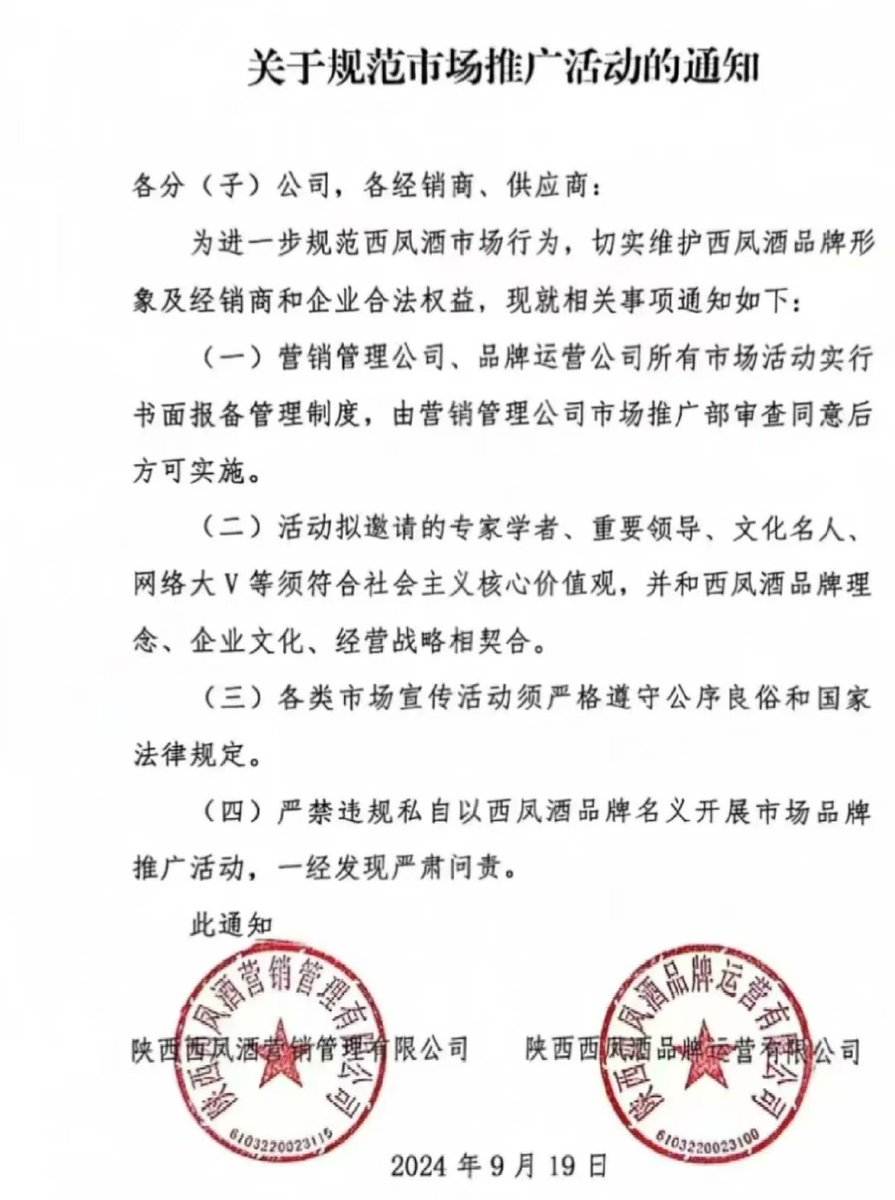 关于规范市场推广活动的通知
各分（子）公司，各经销商、供应商：
为进一步规范西凤酒市场行为，切实维护西凤酒品牌形
象及经销商和企业合法权益，现就相关事项通知如下：
（一）营销管理公司、品牌运营公司所有市场活动实行
书面报备管理制度，由营销管理公司市场推广部审查同意后
方可实施。
（二）活动拟邀请的专家学者、重要领导、文化名人、
网络大V等须符合社会主义核心价值观，并和西凤酒品牌理
念、企业文化、经营战略相契合。
（三）各类市场宣传活动须严格遵守公序良俗和国家
法律规定。
（四）严禁违规私自以西凤酒品牌名义开展市场品牌
推广活动，一经发现严肃问责。
此通知
陕西西凤酒营销管理有限公司
陕西西凤酒品牌运营有限公司
陕西西凤酒营销管理有限公司 陕西西凤酒品牌运营有限公司
6103220023115
6103220023100
2024年9月19日